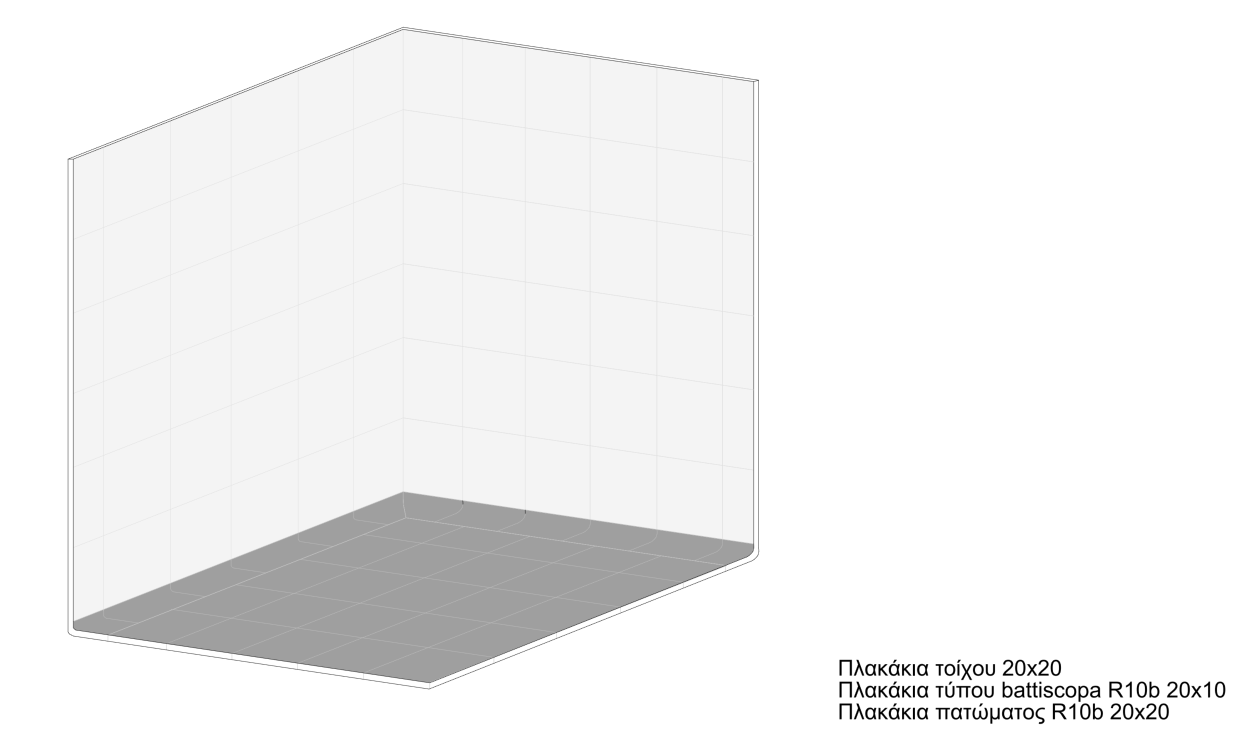 Πλακάκια τοίχου 20x20
Πλακάκια τύπου battiscopa R10b 20x10
Πλακάκια πατώματος R10b 20x20